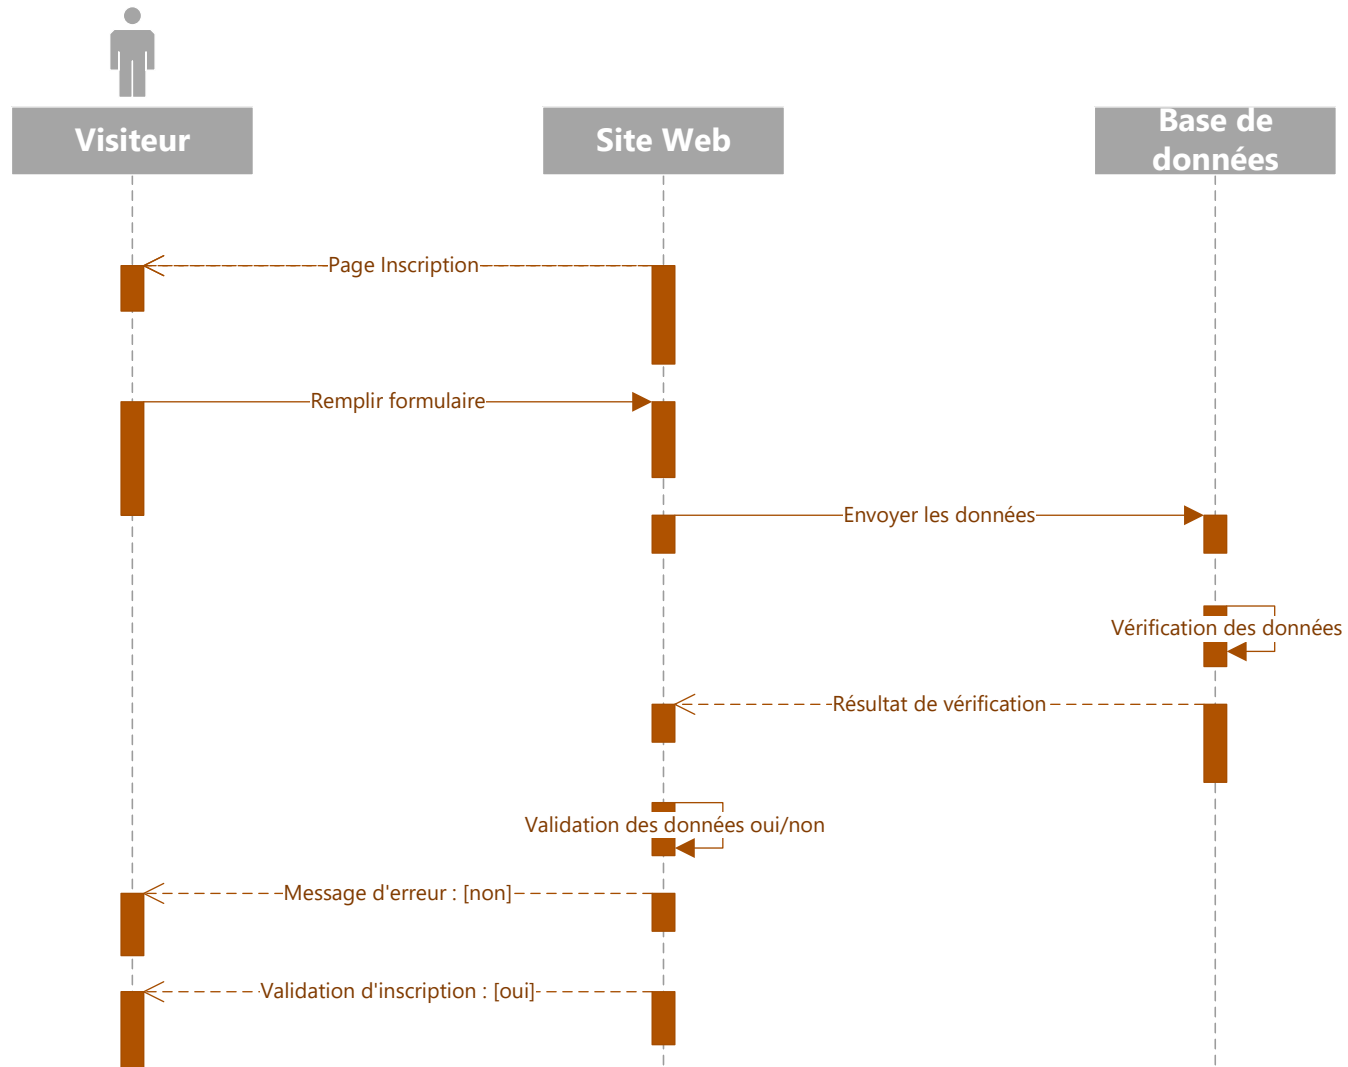 Visiteur
Site Web
Base de
données
Page Inscription
Remplir formulaire
Envoyer les données
Vérification des données
Résultat de vérification
Validation des données oui/non
Message d'erreur : [non]
Validation d'inscription : [oui]